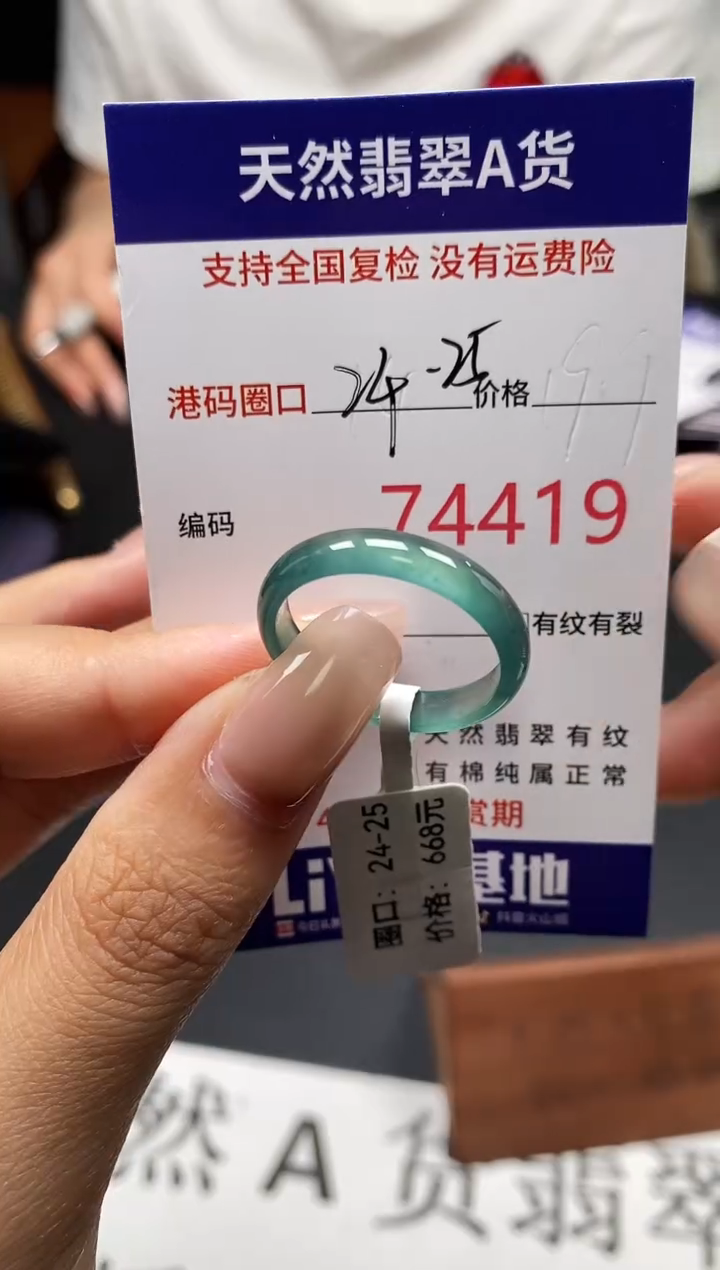 天然翡翠A货
支持全国复检 没有运费险
港码圈口 24-25 价格
编码 74419
有纹有裂
天然翡翠有纹
有棉纯属正常
赏期
Li 基地
圈口：24-25
价格：668元
然A货翡翠